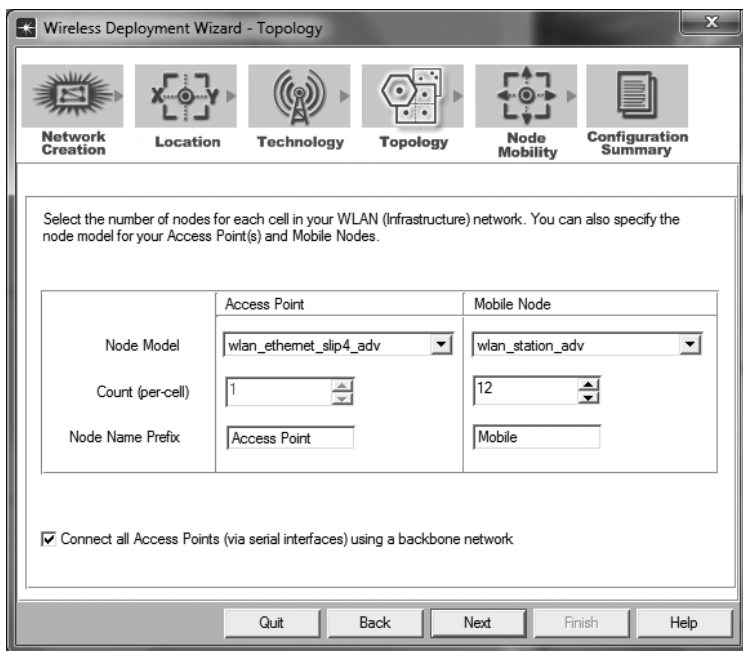 Wireless Deployment Wizard - Topology
X
X Y
Network Creation
Location
Technology
Topology
Node Mobility
Configuration Summary
Select the number of nodes for each cell in your WLAN (Infrastructure) network. You can also specify the
node model for your Access Point(s) and Mobile Nodes.
Access Point Mobile Node
Node Model wlan_ethernet_slip4_adv wlan_station_adv
Count (per-cell) 1 12
Node Name Prefix Access Point Mobile
Connect all Access Points (via serial interfaces) using a backbone network
Quit Back Next Finish Help